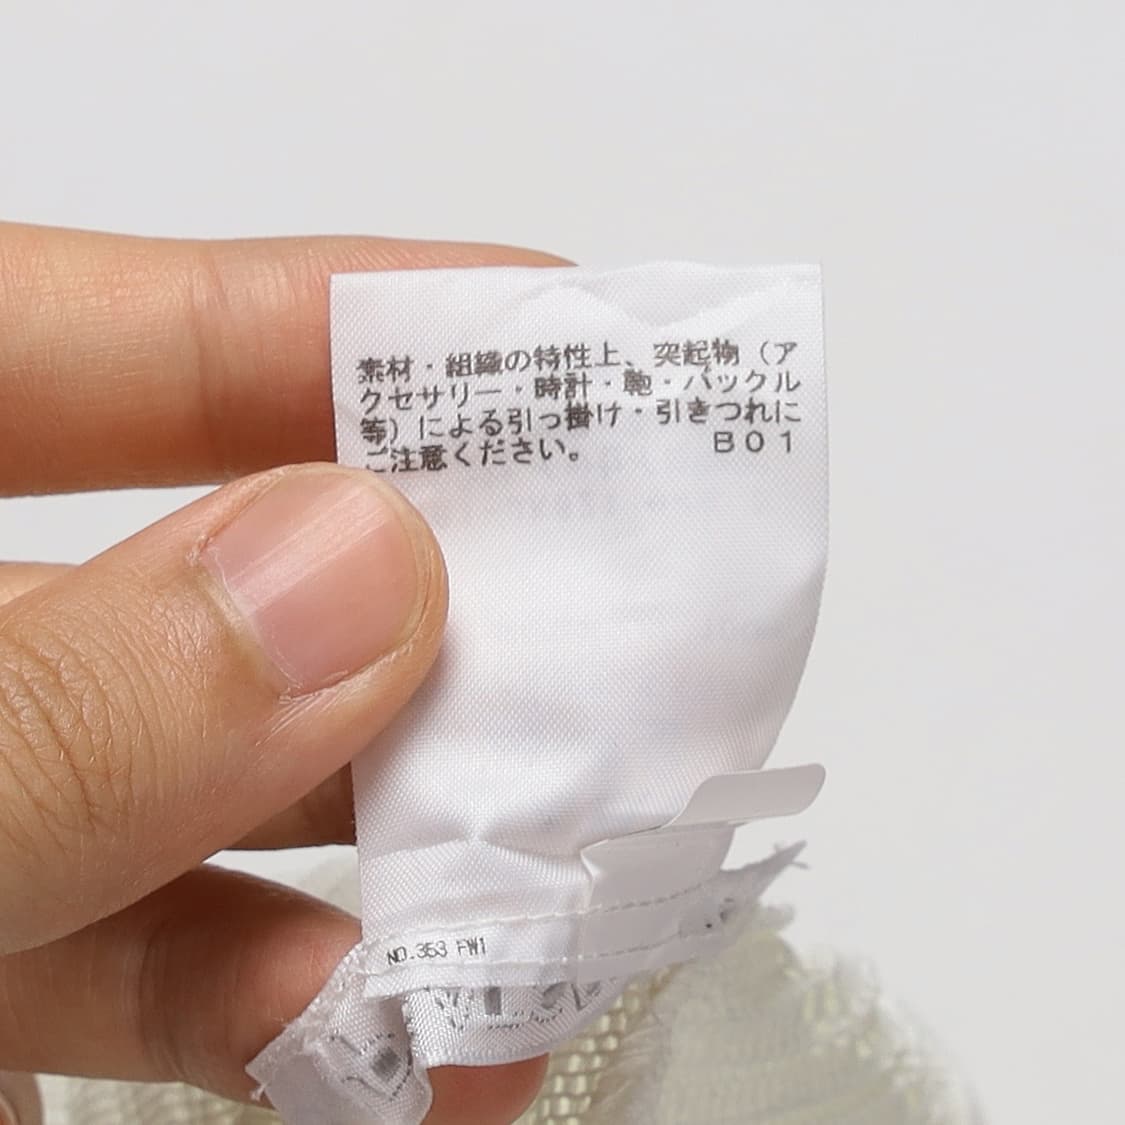 素材・組織の特性上、突起物（ア
クセサリー・時計・鞄・バックル
等）による引っ掛け・引きつれに
ご注意ください。 B01
NO.353 FW1